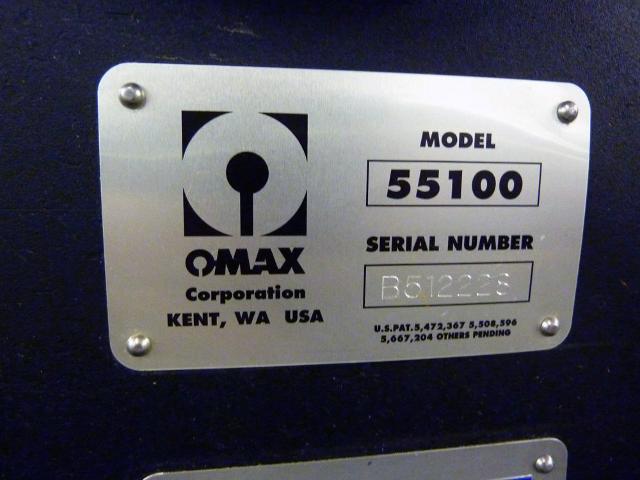 OMAX
Corporation
KENT, WA USA
MODEL
55100
SERIAL NUMBER
B512228
U.S.PAT.5,472,367 5,508,596
5,667,204 OTHERS PENDING